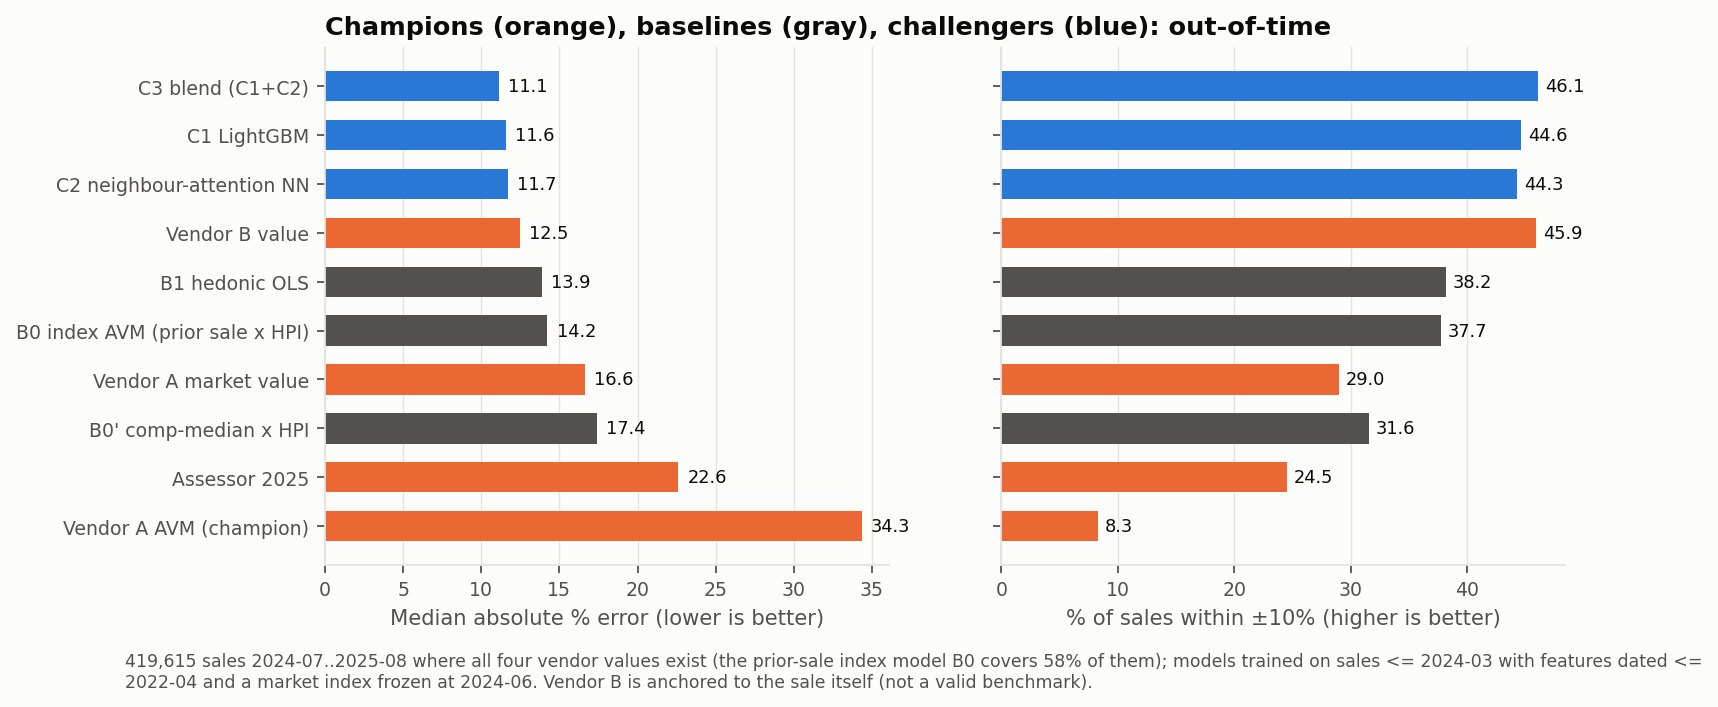 Champions (orange), baselines (gray), challengers (blue): out-of-time
C3 blend (C1+C2)
11.1
46.1
C1 LightGBM
11.6
44.6
C2 neighbour-attention NN
11.7
44.3
Vendor B value
12.5
45.9
B1 hedonic OLS
13.9
38.2
B0 index AVM (prior sale x HPI)
14.2
37.7
Vendor A market value
16.6
29.0
B0' comp-median x HPI
17.4
31.6
Assessor 2025
22.6
24.5
Vendor A AVM (champion)
34.3
8.3
0 5 10 15 20 25 30 35
0 10 20 30 40
Median absolute % error (lower is better)
% of sales within ±10% (higher is better)
419,615 sales 2024-07..2025-08 where all four vendor values exist (the prior-sale index model B0 covers 58% of them); models trained on sales <= 2024-03 with features dated <=
2022-04 and a market index frozen at 2024-06. Vendor B is anchored to the sale itself (not a valid benchmark).